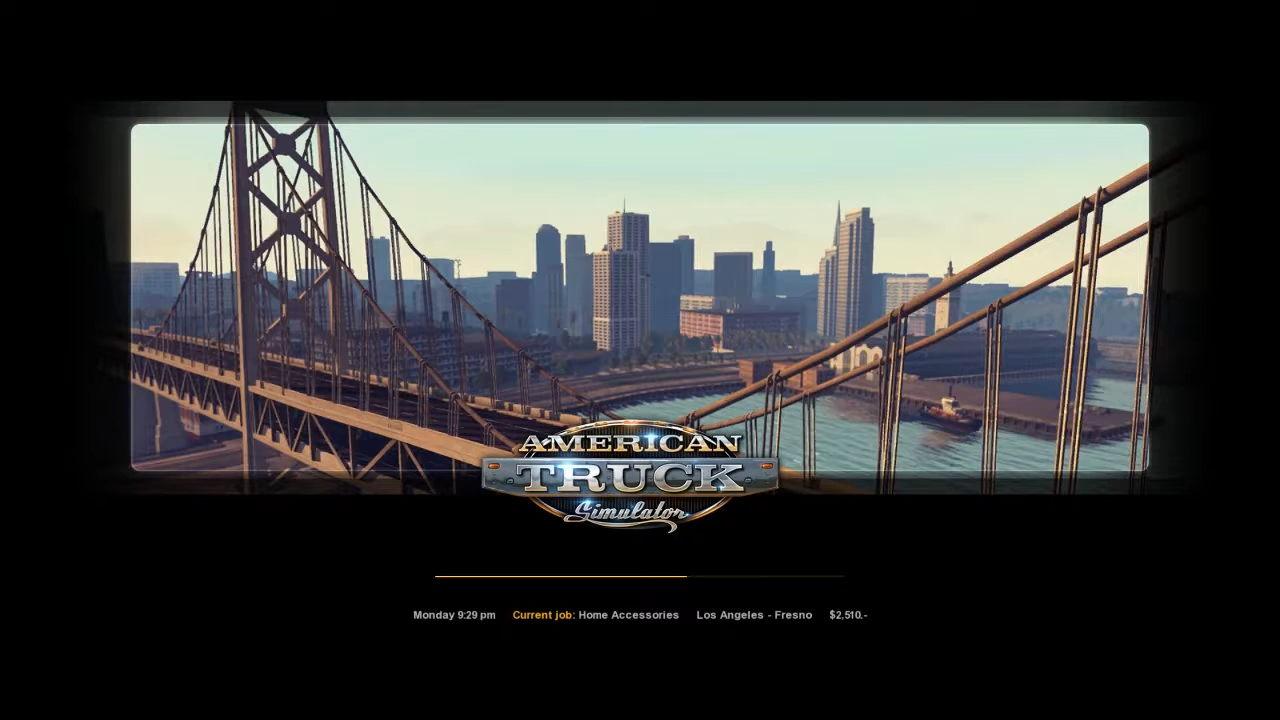 AMERICAN
TRUCK
Simulator
Monday 9:29 pm Current job: Home Accessories Los Angeles - Fresno $2,510.-